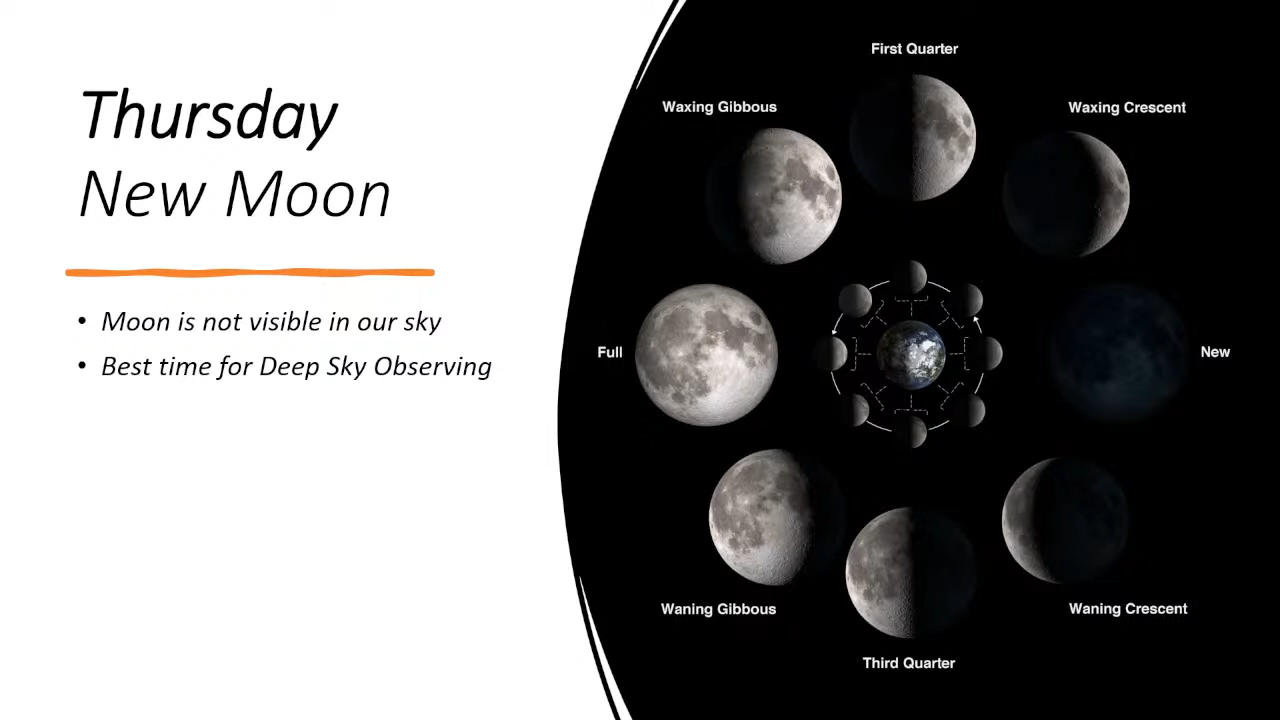 Thursday
New Moon
• Moon is not visible in our sky
• Best time for Deep Sky Observing
First Quarter
Waxing Gibbous
Waxing Crescent
Full
New
Waning Gibbous
Waning Crescent
Third Quarter